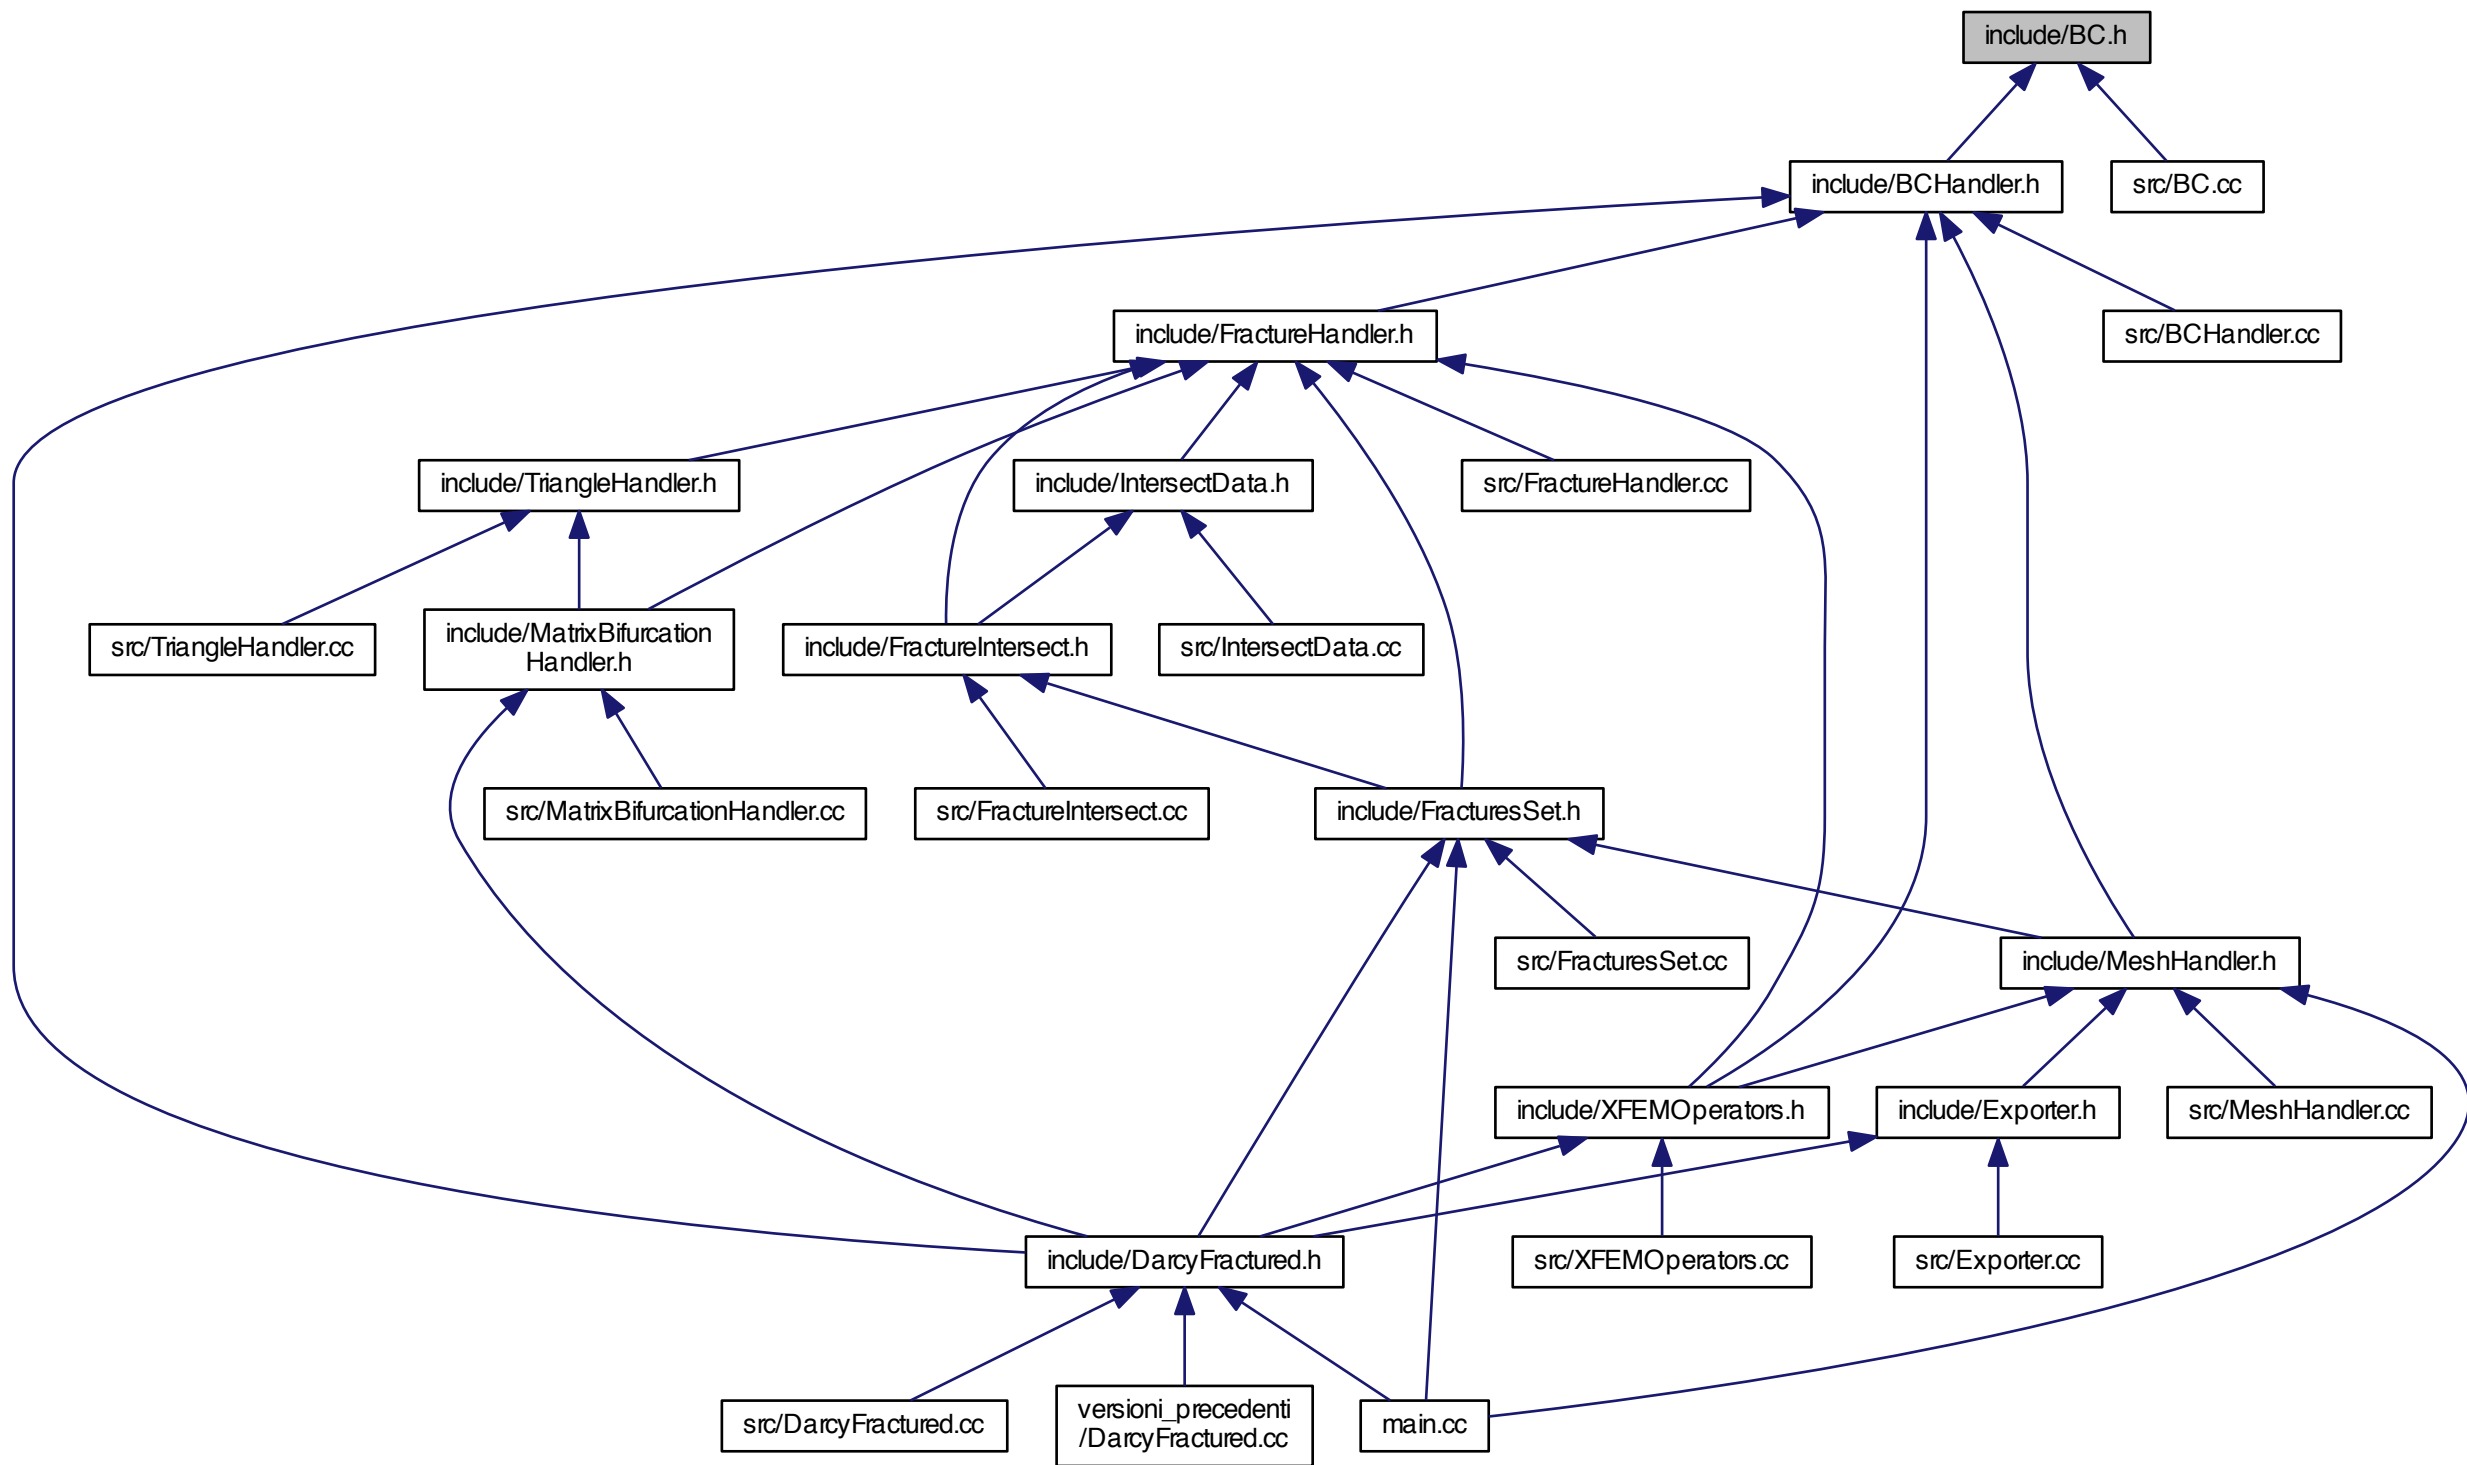 include/BC.h
include/BCHandler.h
src/BC.cc
include/FractureHandler.h
src/BCHandler.cc
include/TriangleHandler.h
include/IntersectData.h
src/FractureHandler.cc
src/TriangleHandler.cc
include/MatrixBifurcation
Handler.h
include/FractureIntersect.h
src/IntersectData.cc
src/MatrixBifurcationHandler.cc
src/FractureIntersect.cc
include/FracturesSet.h
src/FracturesSet.cc
include/MeshHandler.h
include/XFEMOperators.h
include/Exporter.h
src/MeshHandler.cc
include/DarcyFractured.h
src/XFEMOperators.cc
src/Exporter.cc
src/DarcyFractured.cc
versioni_precedenti
/DarcyFractured.cc
main.cc